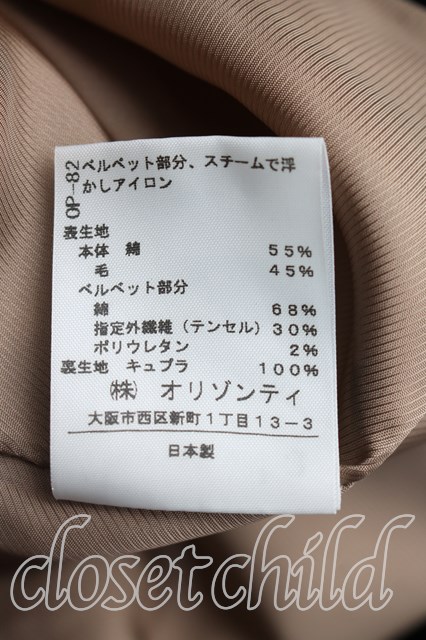 OP-82
ベルベット部分、スチームで浮
かしアイロン
表生地
本体 綿 55%
毛 45%
ベルベット部分
綿 68%
指定外繊維（テンセル）30%
ポリウレタン 2%
裏生地 キュプラ 100%
㈱ オリゾンティ
大阪市西区新町1丁目13-3
日本製
closet child